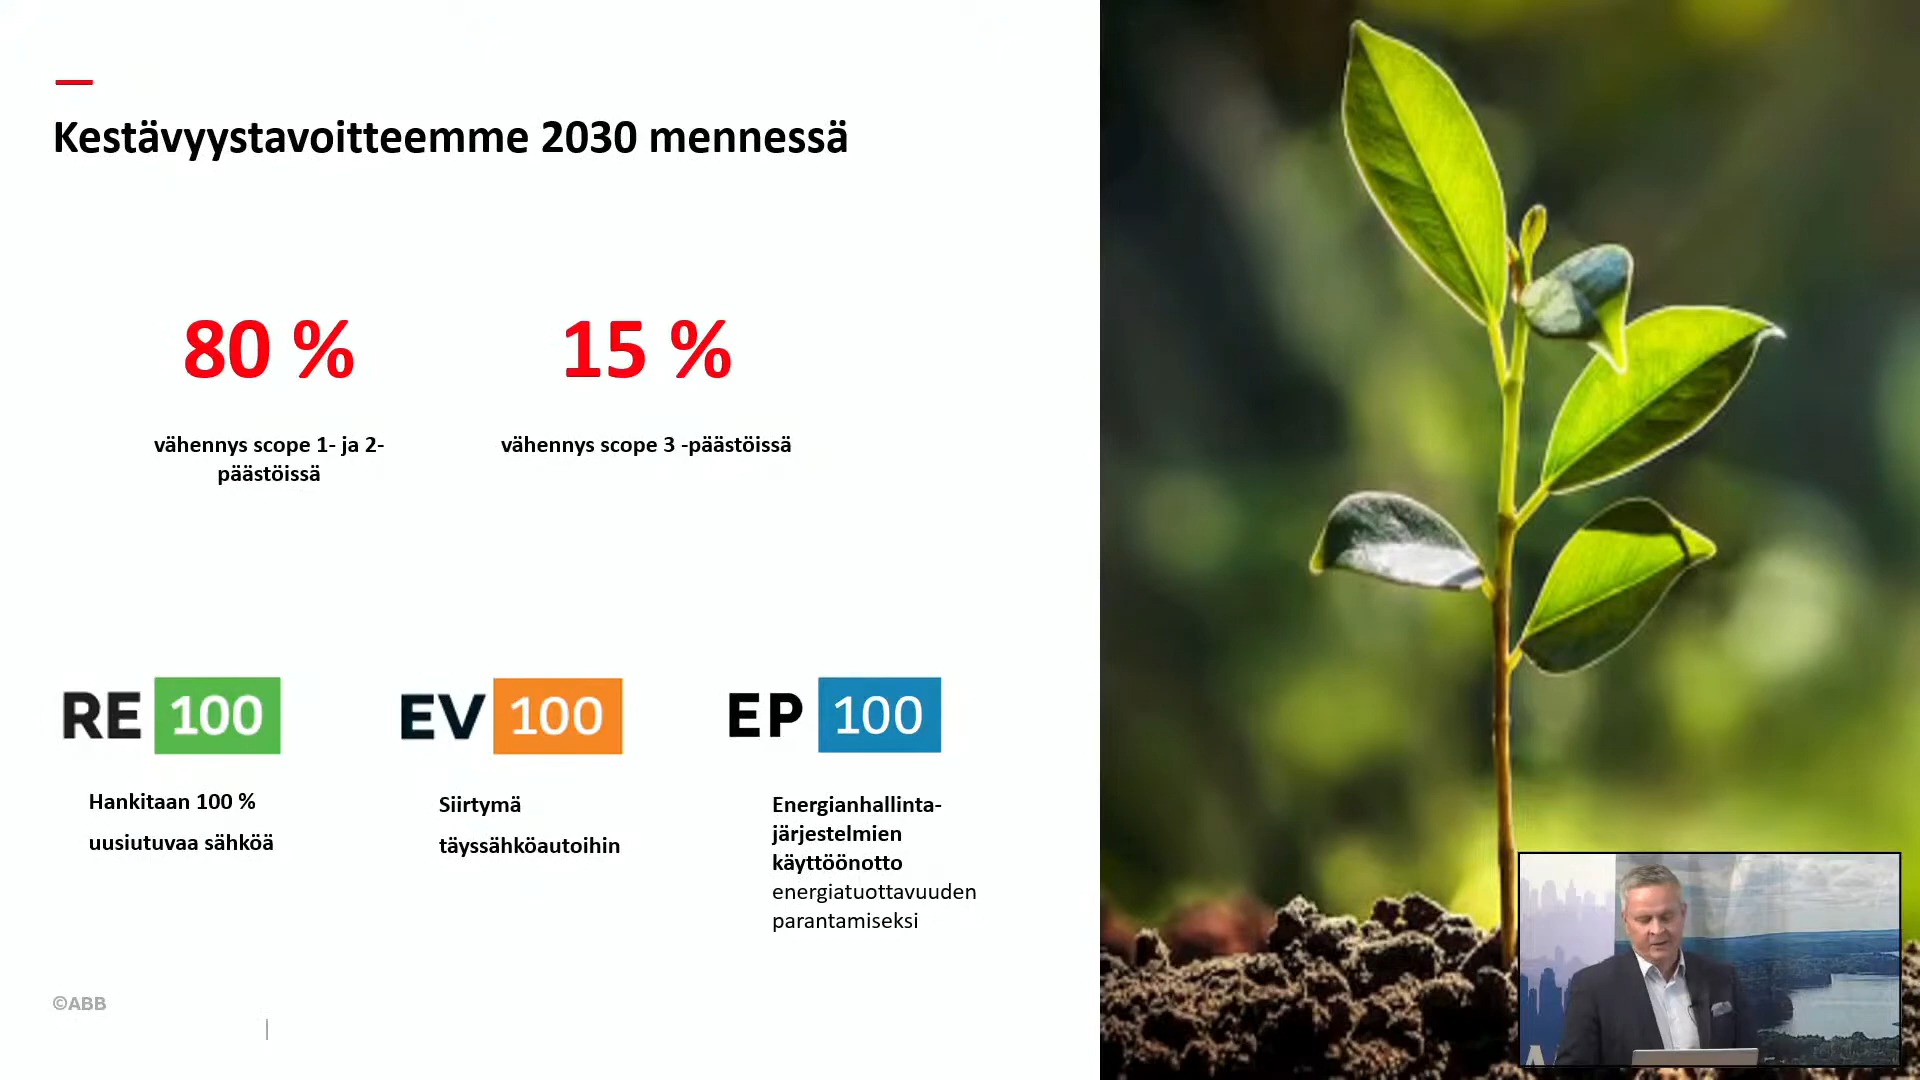 Kestävyystavoitteemme 2030 mennessä
80 %
15 %
vähennys scope 1- ja 2-
päästöissä
vähennys scope 3 -päästöissä
RE 100
EV 100
EP 100
Hankitaan 100 %
uusiutuvaa sähköä
Siirtymä
täyssähköautoihin
Energianhallinta-
järjestelmien
käyttöönotto
energiatuottavuuden
parantamiseksi
©ABB